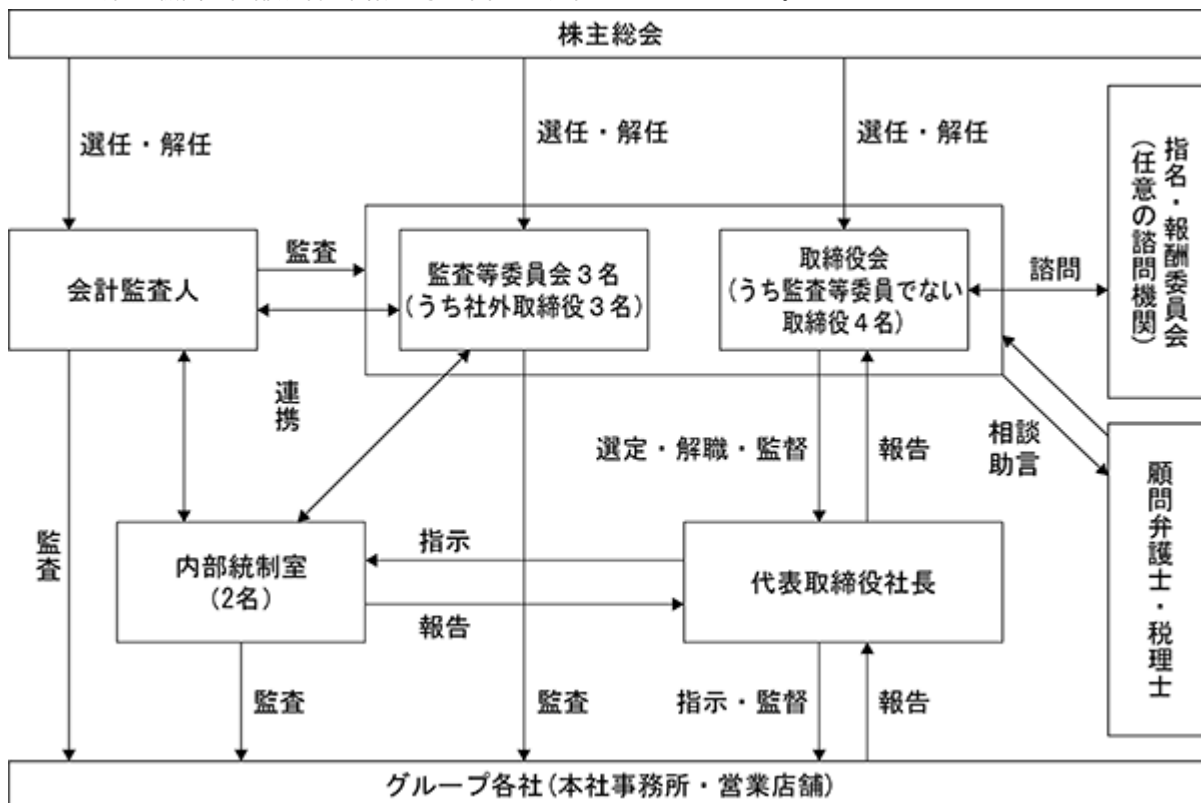 株主総会
選任・解任
選任・解任
選任・解任
会計監査人
監査
監査等委員会3名
(うち社外取締役3名)
取締役会
(うち監査等委員でない
取締役4名)
諮問
指名・報酬委員会
(任意の諮問機関)
連携
選定・解職・監督
報告
相談
助言
顧問弁護士・税理士
監査
内部統制室
(2名)
指示
報告
代表取締役社長
監査
監査
指示・監督
報告
グループ各社(本社事務所・営業店舗)